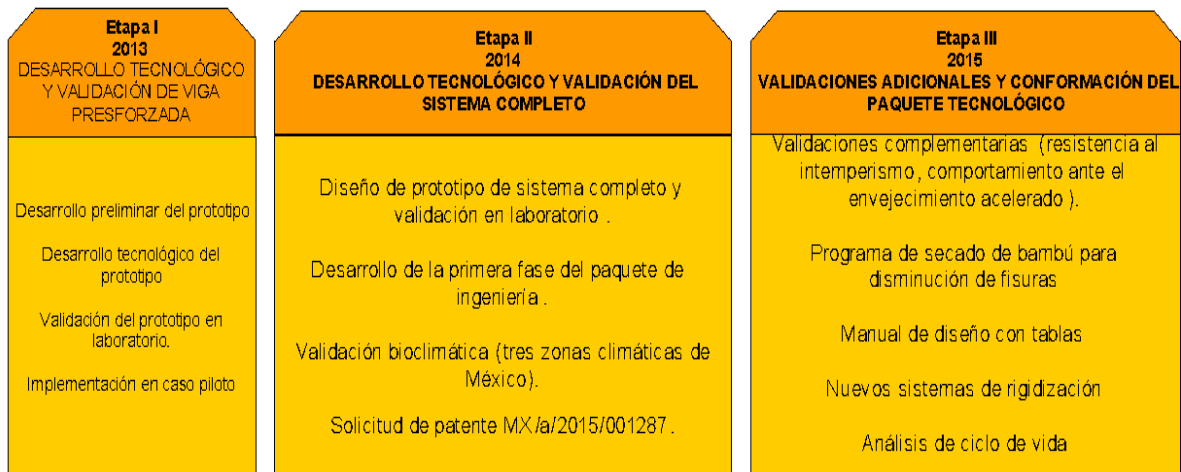 Etapa I
2013
DESARROLLO TECNOLÓGICO
Y VALIDACIÓN DE VIGA
PRESFORZADA
Desarrollo preliminar del prototipo
Desarrollo tecnológico del
prototipo
Validación del prototipo en
laboratorio.
Implementación en caso piloto
Etapa II
2014
DESARROLLO TECNOLÓGICO Y VALIDACIÓN DEL
SISTEMA COMPLETO
Diseño de prototipo de sistema completo y
validación en laboratorio .
Desarrollo de la primera fase del paquete de
ingeniería .
Validación bioclimática (tres zonas climáticas de
México).
Solicitud de patente MX/a/2015/001287 .
Etapa III
2015
VALIDACIONES ADICIONALES Y CONFORMACIÓN DEL
PAQUETE TECNOLÓGICO
Validaciones complementarias (resistencia al
intemperismo , comportamiento ante el
envejecimiento acelerado ).
Programa de secado de bambú para
disminución de fisuras
Manual de diseño con tablas
Nuevos sistemas de rigidización
Análisis de ciclo de vida